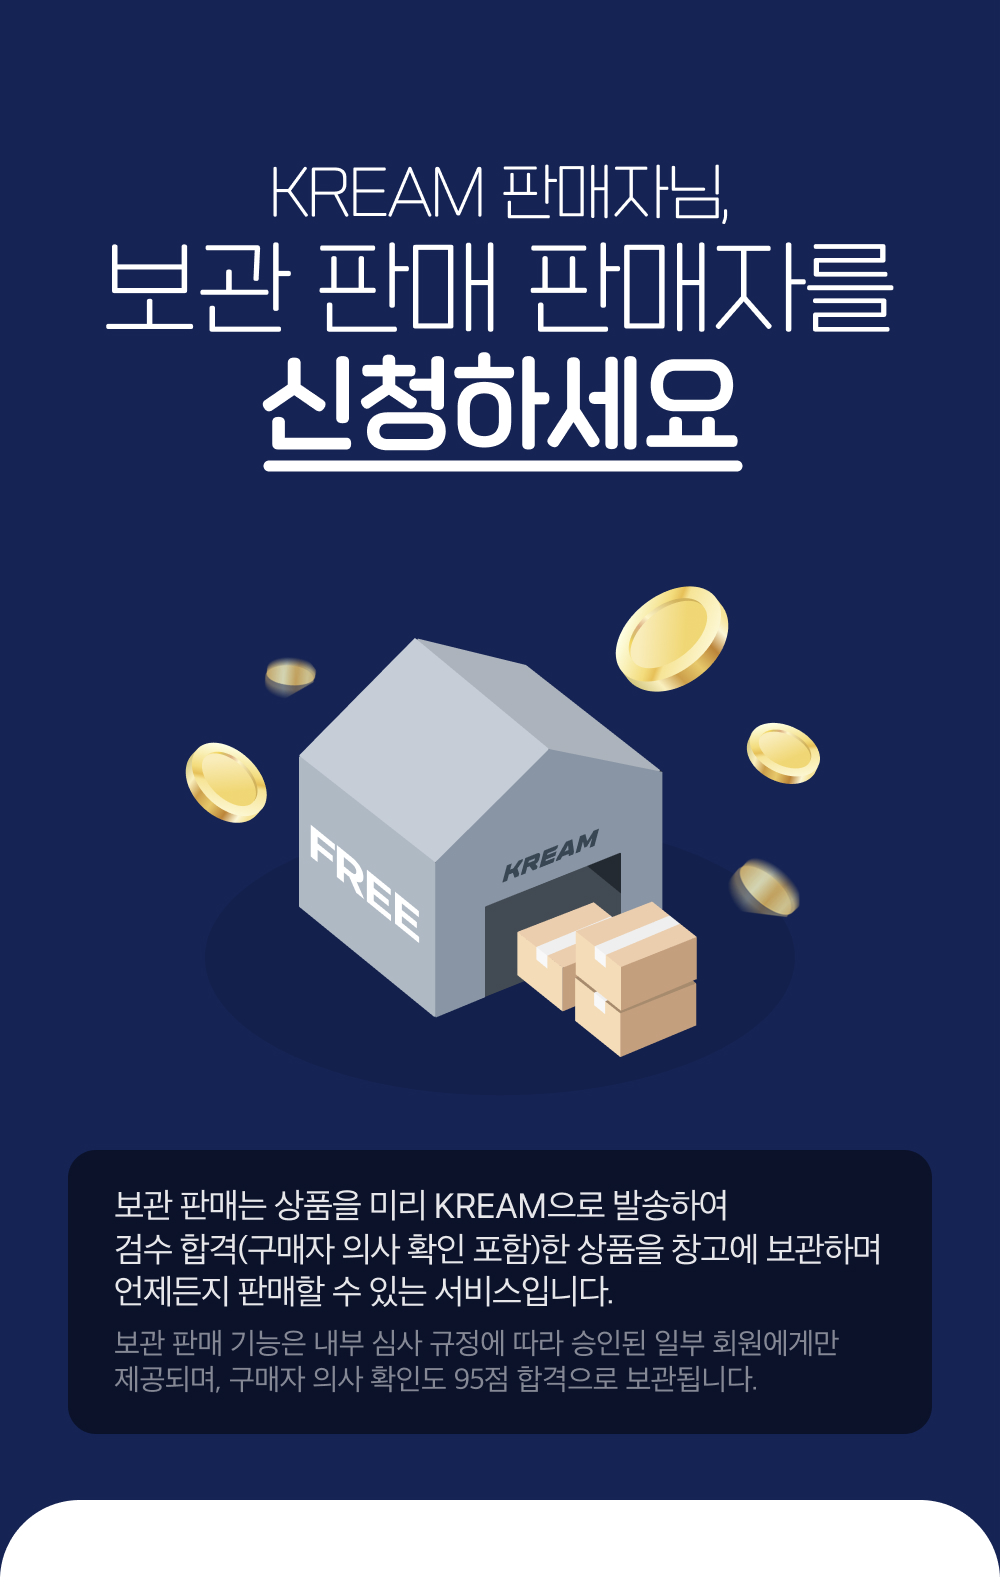 KREAM 판매자님,
보관 판매 판매자를
신청하세요
FREE
KREAM
보관 판매는 상품을 미리 KREAM으로 발송하여
검수 합격(구매자 의사 확인 포함)한 상품을 창고에 보관하며
언제든지 판매할 수 있는 서비스입니다.
보관 판매 기능은 내부 심사 규정에 따라 승인된 일부 회원에게만
제공되며, 구매자 의사 확인도 95점 합격으로 보관됩니다.